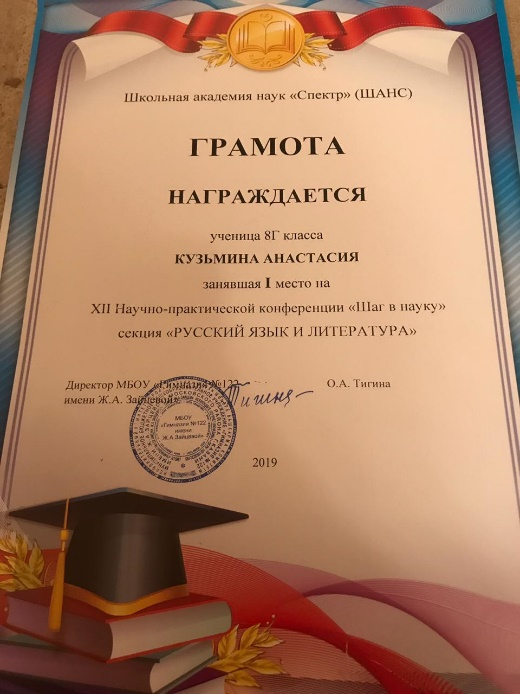 Школьная академия наук «Спектр» (ШАНС)
ГРАМОТА
НАГРАЖДАЕТСЯ
ученица 8Г класса
КУЗЬМИНА АНАСТАСИЯ
занявшая I место на
XII Научно-практической конференции «Шаг в науку»
секция «РУССКИЙ ЯЗЫК И ЛИТЕРАТУРА»
Директор МБОУ «Гимназия №122 О.А. Тигина
имени Ж.А. Зайцевой»
МБОУ
«Гимназия №122
имени
Ж.А.Зайцевой»
2019